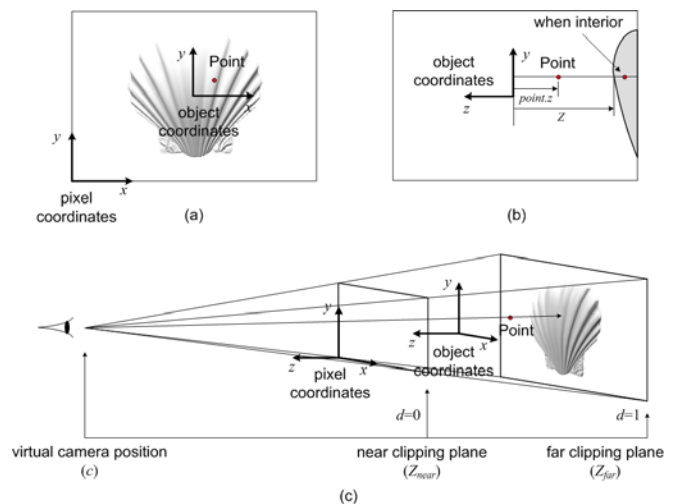 y
Point
object
x
coordinates
y
x
pixel
coordinates
(a)
when interior
y
object
coordinates
Point
z
point.z
Z
(b)
y
y
Point
z
x
object
coordinates
z
x
pixel
coordinates
d=0
d=1
virtual camera position
(c)
near clipping plane
(Znear)
far clipping plane
(Zfar)
(c)